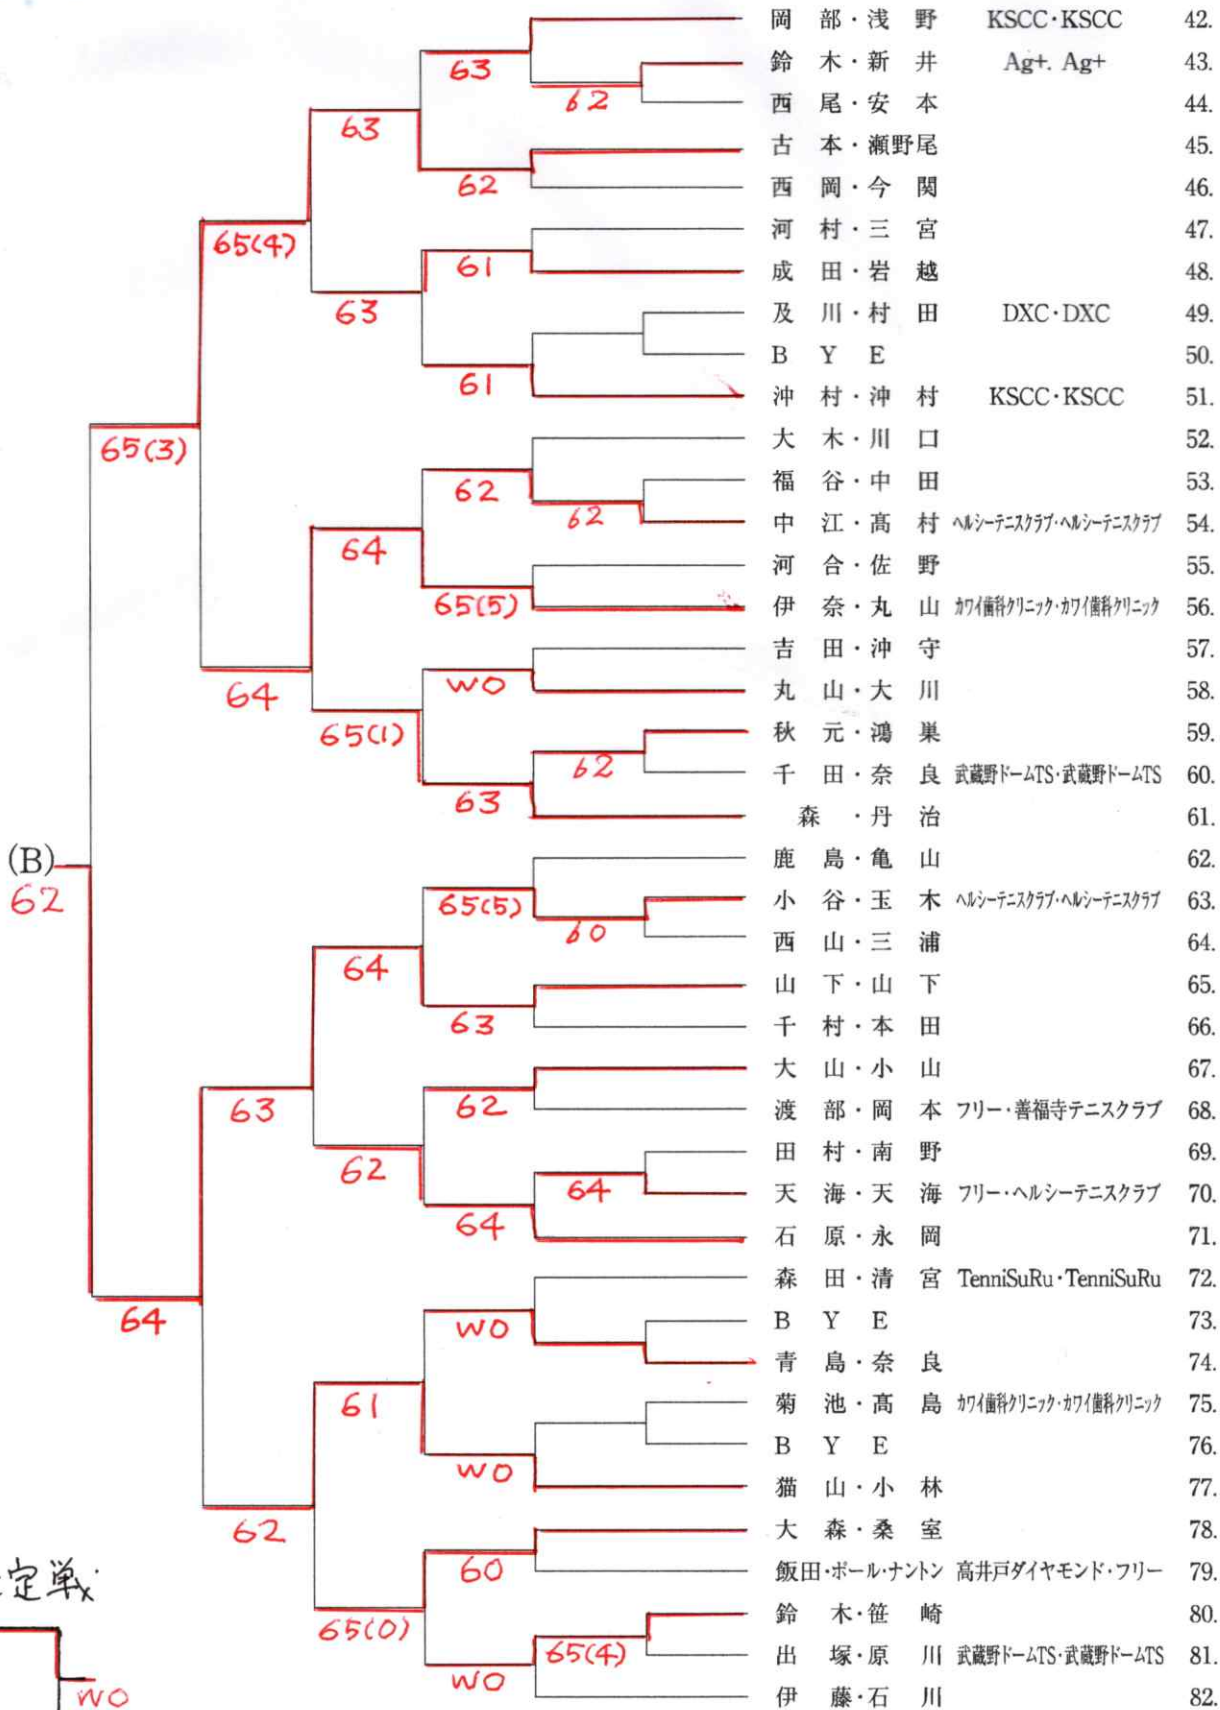 岡部・浅野 KSCC・KSCC 42.
鈴木・新井 Ag+. Ag+ 43.
63
62
西尾・安本 44.
63
古本・瀬野尾 45.
62
西岡・今関 46.
河村・三宮 47.
65(4)
61
成田・岩越 48.
63
及川・村田 DXC・DXC 49.
BYE 50.
61
沖村・沖村 KSCC・KSCC 51.
65(3)
大木・川口 52.
62
福谷・中田 53.
62
中江・髙村 ヘルシーテニスクラブ・ヘルシーテニスクラブ 54.
64
河合・佐野 55.
65(5)
伊奈・丸山 カワイ歯科クリニック・カワイ歯科クリニック 56.
吉田・沖守 57.
64
WO
丸山・大川 58.
65(1)
秋元・鴻巣 59.
62
千田・奈良 武蔵野ドームTS・武蔵野ドームTS 60.
63
森・丹治 61.
(B)
62
鹿島・亀山 62.
65(5)
小谷・玉木 ヘルシーテニスクラブ・ヘルシーテニスクラブ 63.
60
西山・三浦 64.
64
山下・山下 65.
63
千村・本田 66.
大山・小山 67.
63
62
渡部・岡本 フリー・善福寺テニスクラブ 68.
田村・南野 69.
62
64
天海・天海 フリー・ヘルシーテニスクラブ 70.
64
石原・永岡 71.
森田・清宮 TenniSuRu・TenniSuRu 72.
64
WO
BYE 73.
青島・奈良 74.
61
菊池・髙島 カワイ歯科クリニック・カワイ歯科クリニック 75.
BYE 76.
WO
猫山・小林 77.
62
大森・桑室 78.
60
飯田・ポール・ナントン 高井戸ダイヤモンド・フリー 79.
定戦
鈴木・笹崎 80.
65(0)
65(4)
出塚・原川 武蔵野ドームTS・武蔵野ドームTS 81.
WO
WO
伊藤・石川 82.